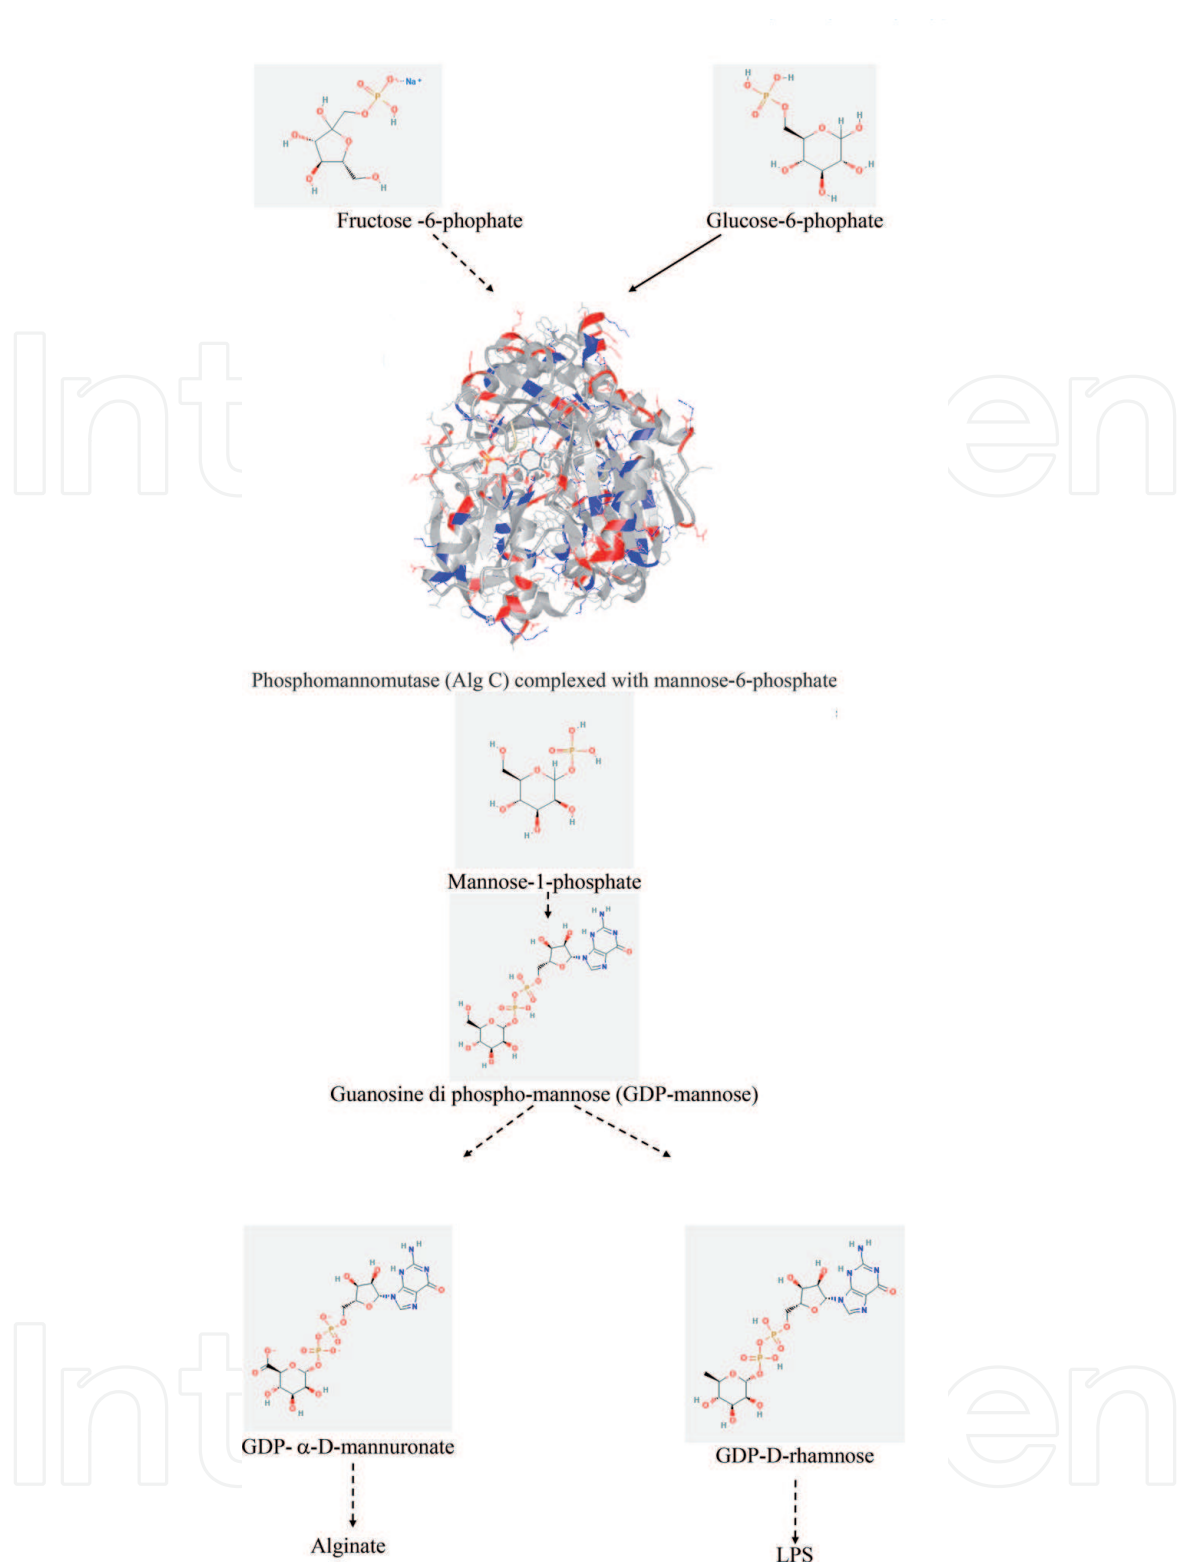 Fructose -6-phophate
Glucose-6-phophate
Phosphomannomutase (Alg C) complexed with mannose-6-phosphate
Mannose-1-phosphate
Guanosine di phospho-mannose (GDP-mannose)
GDP- α-D-mannuronate
GDP-D-rhamnose
Alginate
LPS